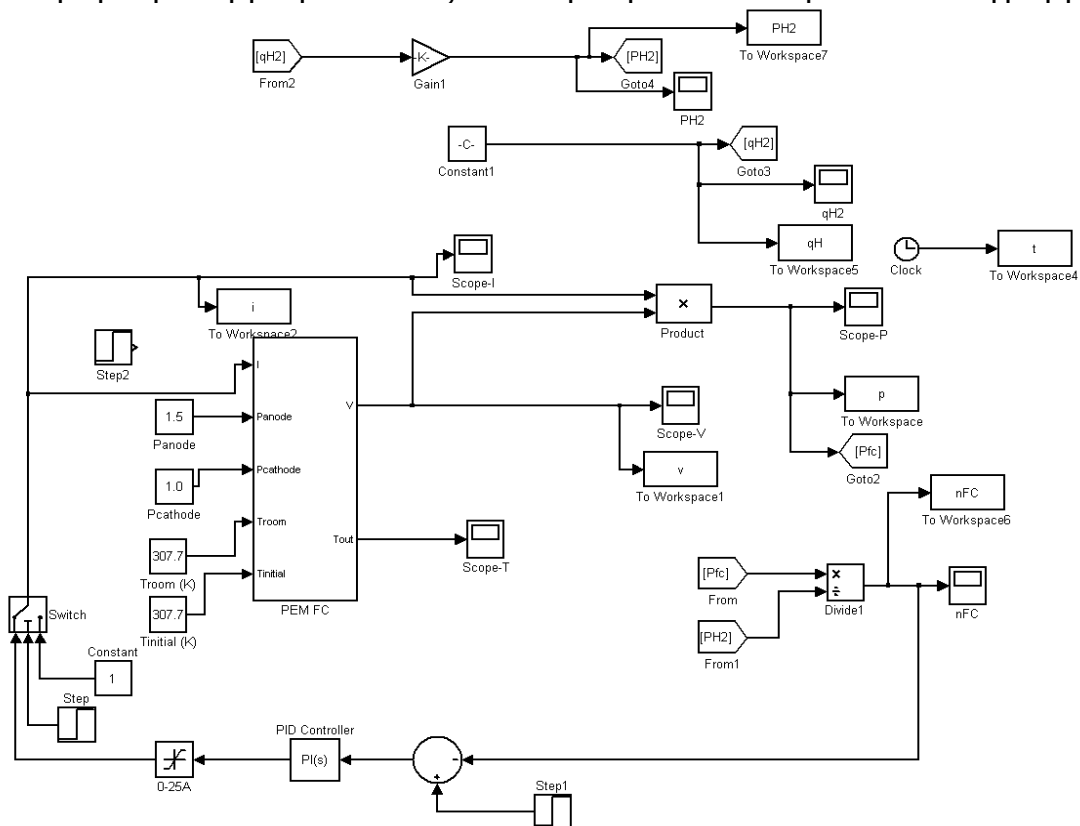 PH2
To Workspace7
[qH2]
From2
-K-
Gain1
[PH2]
Goto4
PH2
-C-
Constant1
[qH2]
Goto3
qH2
qH
To Workspace5
Clock
t
To Workspace4
Scope-I
i
To Workspace2
×
Product
Scope-P
Step2
I
Panode
Pcathode
Troom
Tinitial
V
Tout
PEM FC
1.5
Panode
1.0
Pcathode
307.7
Troom (K)
307.7
Tinitial (K)
Scope-V
v
To Workspace1
p
To Workspace
[Pfc]
Goto2
nFC
To Workspace6
Scope-T
[Pfc]
From
[PH2]
From1
×
÷
Divide1
nFC
Switch
Constant
1
Step
PID Controller
PI(s)
0-25A
+
-
Step1